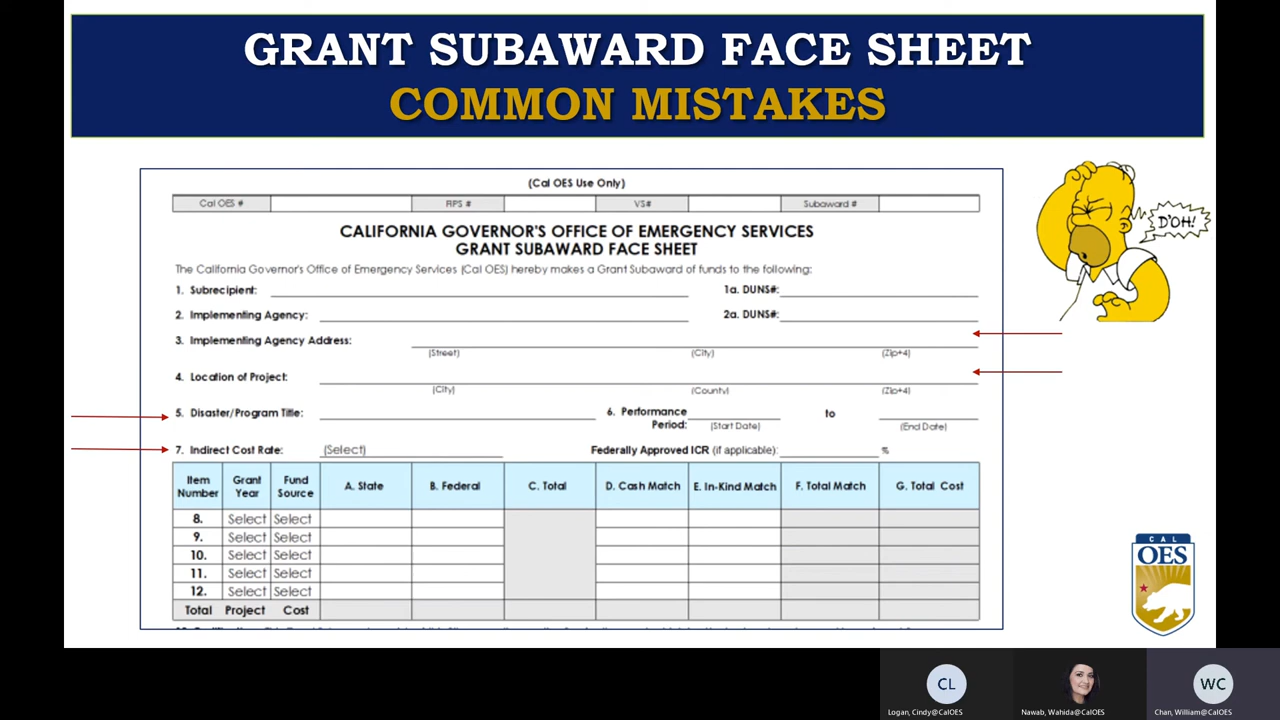 GRANT SUBAWARD FACE SHEET
COMMON MISTAKES
(Cal OES Use Only)
Cal OES # FIPS # VS# Subaward #
CALIFORNIA GOVERNOR'S OFFICE OF EMERGENCY SERVICES
GRANT SUBAWARD FACE SHEET
The California Governor's Office of Emergency Services (Cal OES) hereby makes a Grant Subaward of funds to the following:
1. Subrecipient: 1a. DUNS#:
2. Implementing Agency: 2a. DUNS#:
3. Implementing Agency Address:
(Street) (City) (Zip+4)
4. Location of Project:
(City) (County) (Zip+4)
5. Disaster/Program Title: 6. Performance Period: to
(Start Date) (End Date)
7. Indirect Cost Rate: (Select) Federally Approved ICR (if applicable): %
Item Number Grant Year Fund Source A. State B. Federal C. Total D. Cash Match E. In-Kind Match F. Total Match G. Total Cost
8. Select Select
9. Select Select
10. Select Select
11. Select Select
12. Select Select
Total Project Cost
D'OH!
CAL
OES
CL WC
Logan, Cindy@CalOES Nawab, Wahida@CalOES Chan, William@CalOES